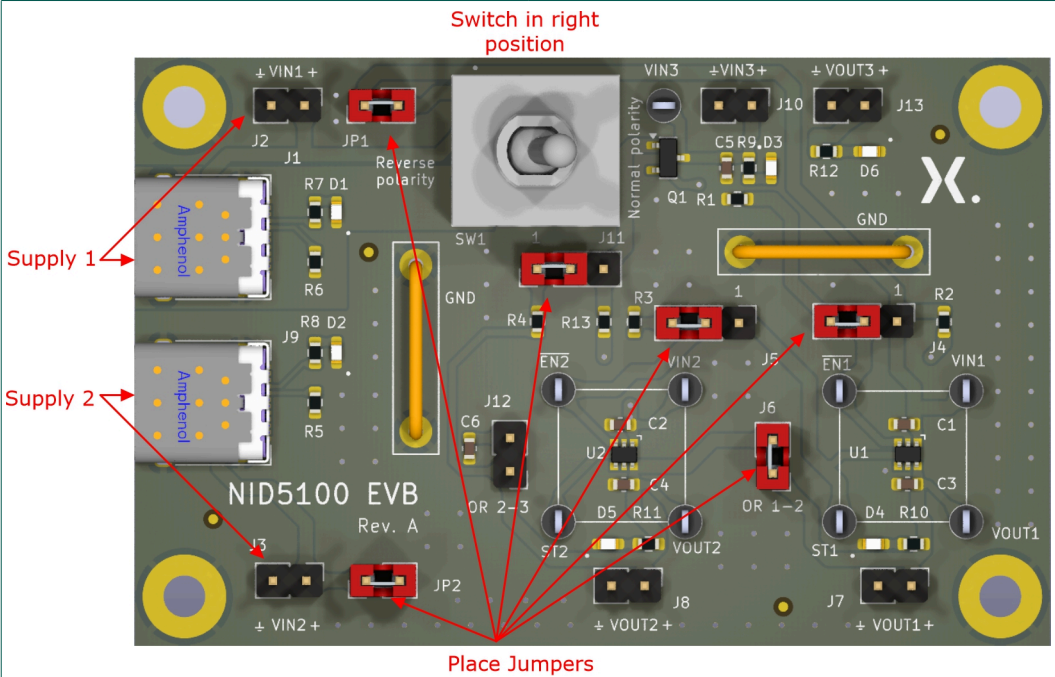 Switch in right
position
⏚ VIN1 +
VIN3
⏚ VIN3 +
⏚ VOUT3 +
J2
JP1
J10
J13
J1
Reverse
polarity
Normal polarity
C5 R9 D3
R12
D6
Q1
R1
X.
R7 D1
Amphenol
SW1
GND
Supply 1
1
J11
R6
GND
R4
R13
R3
1
1
R2
R8 D2
J9
J5
J4
EN2
VIN2
EN1
VIN1
Supply 2
Amphenol
R5
C6
J12
C2
J6
C1
U2
U1
C4
C3
NID5100 EVB
OR 2-3
OR 1-2
Rev. A
D5
R11
D4
R10
ST2
VOUT2
ST1
VOUT1
J3
JP2
J8
J7
⏚ VIN2 +
⏚ VOUT2 +
⏚ VOUT1 +
Place Jumpers